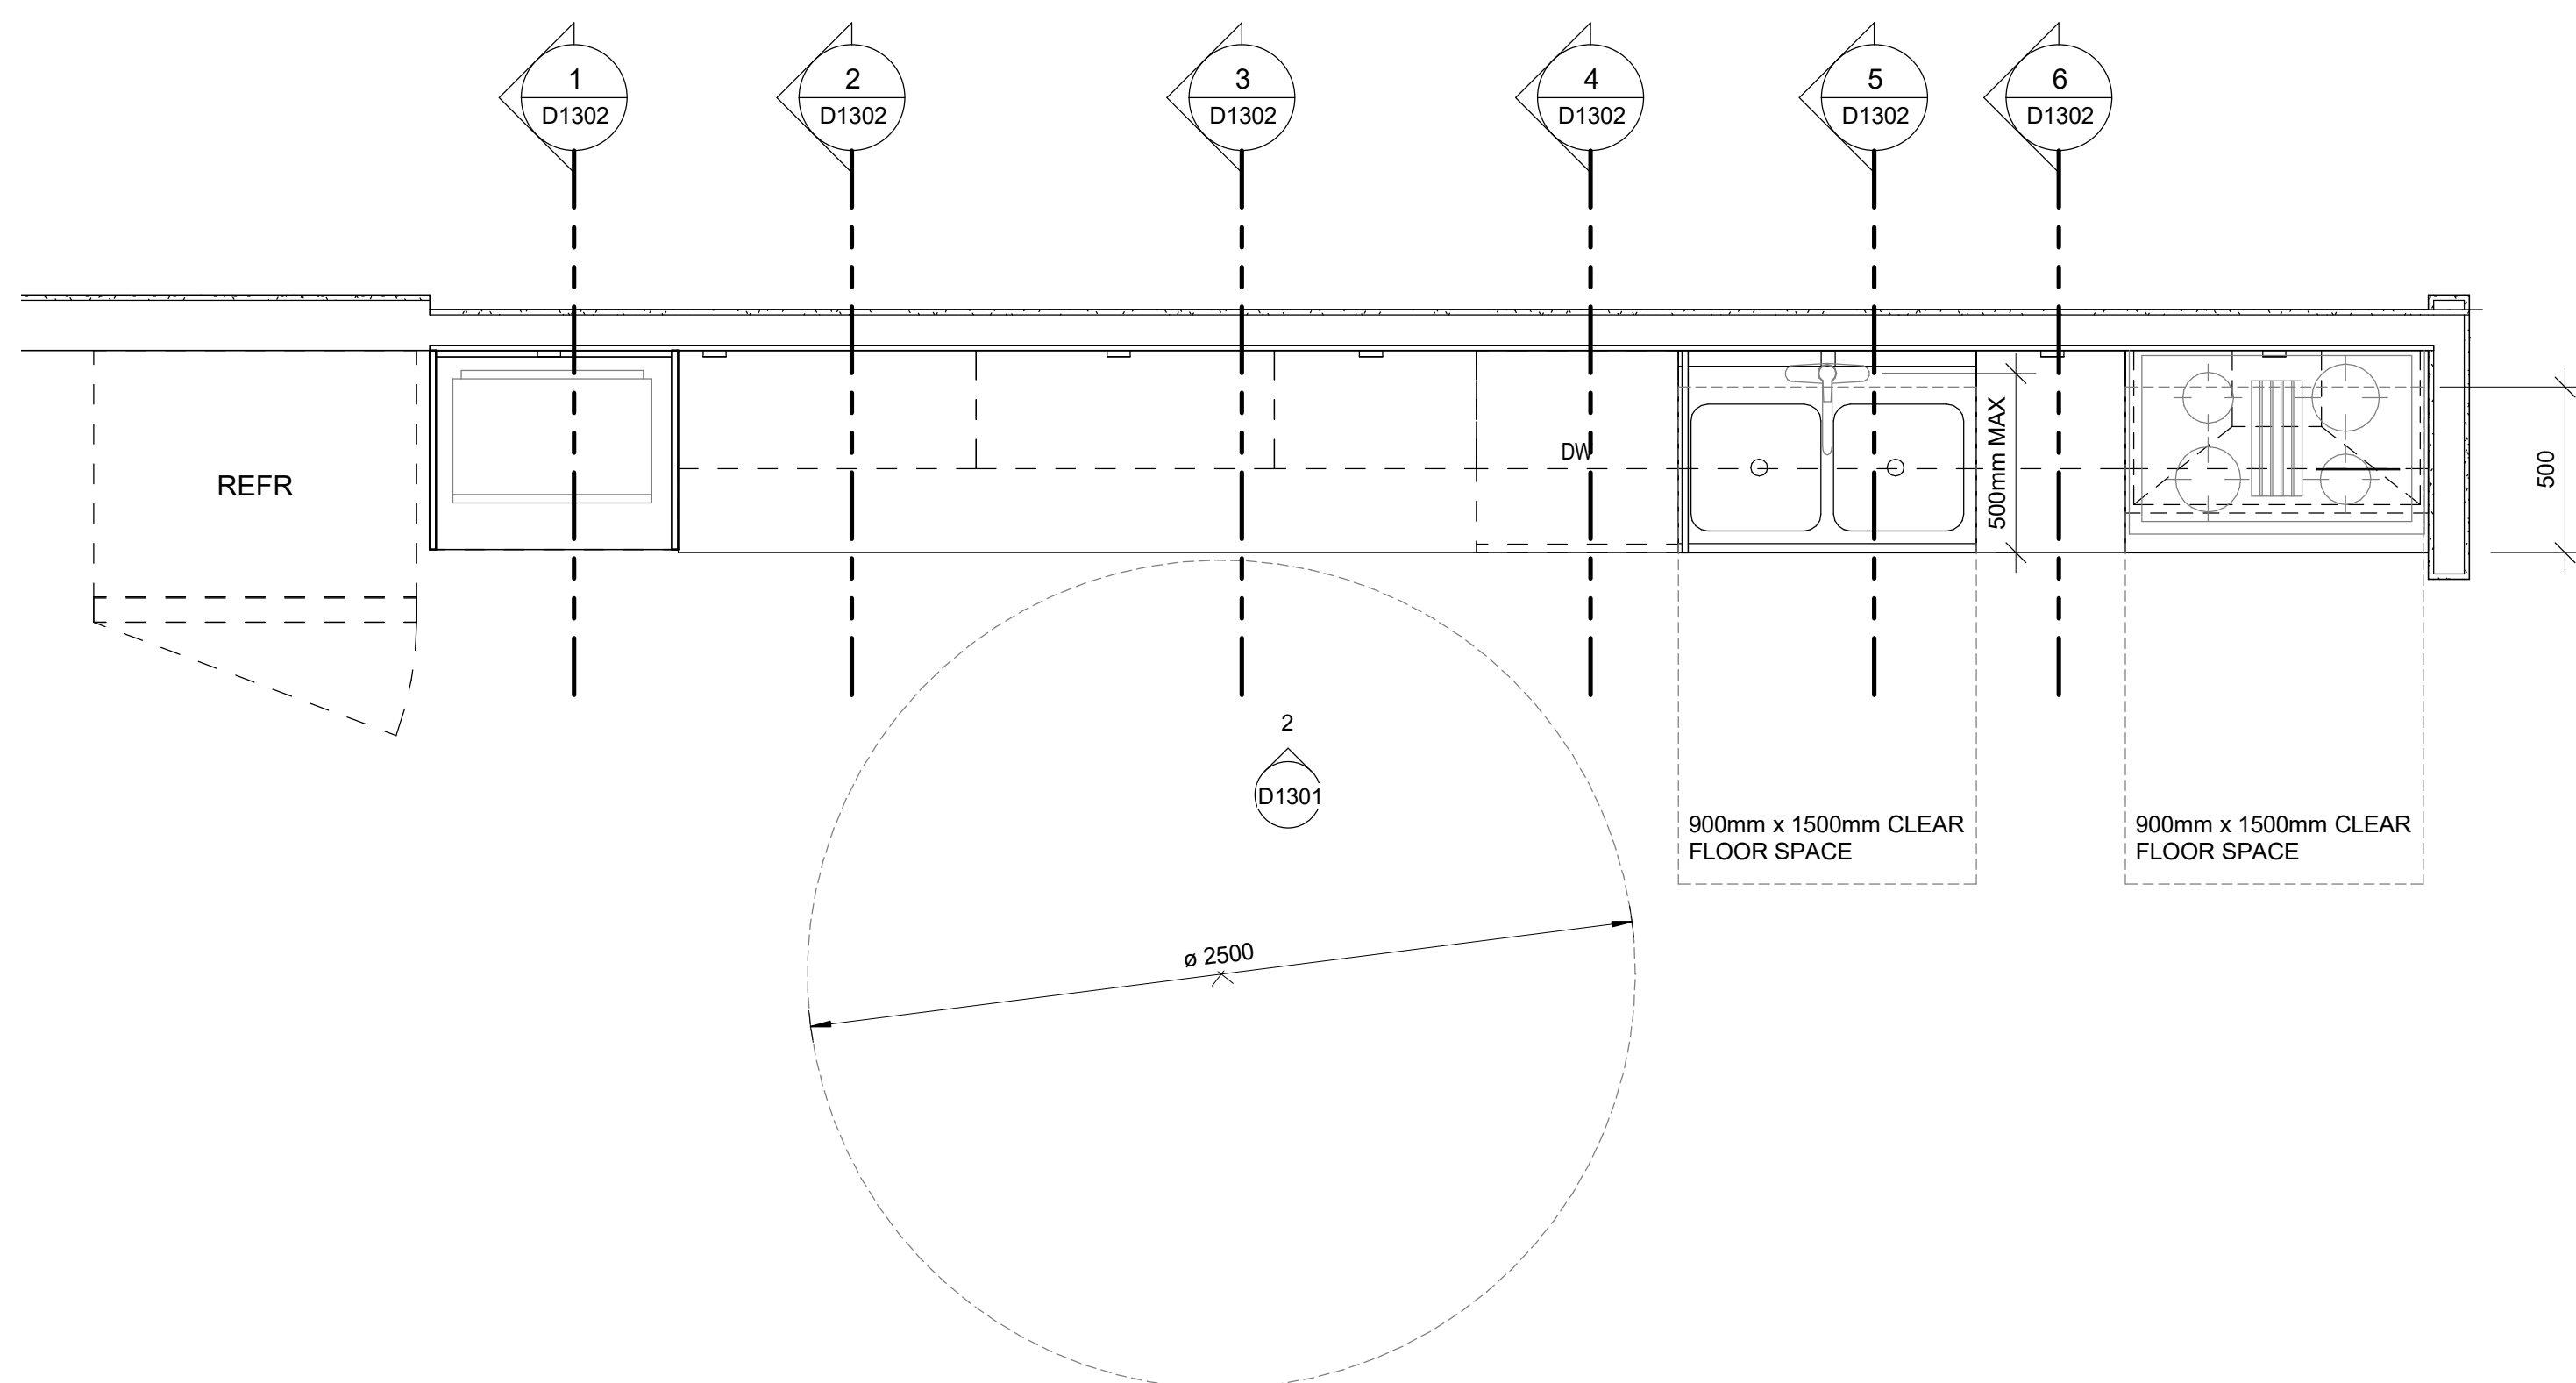 1
D1302
2
D1302
3
D1302
4
D1302
5
D1302
6
D1302
REFR
DW
500mm MAX
500
2
D1301
900mm x 1500mm CLEAR
FLOOR SPACE
900mm x 1500mm CLEAR
FLOOR SPACE
ø 2500